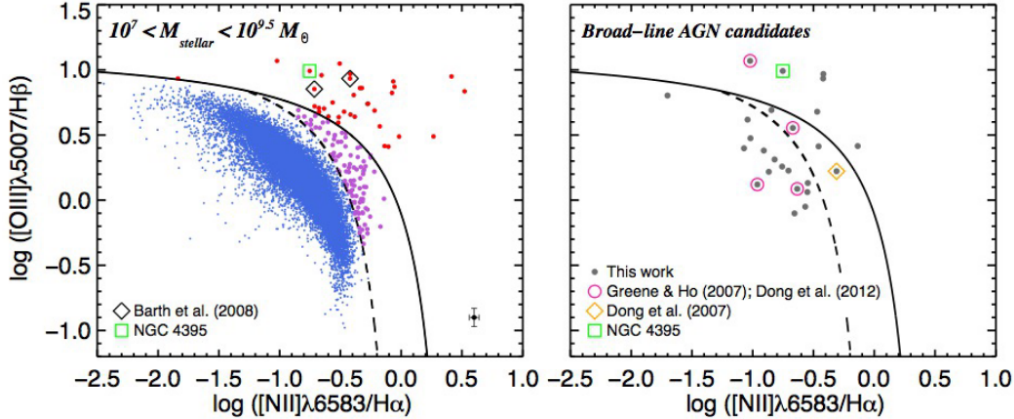 10^7 < M_stellar < 10^9.5 M_⊙
1.0
0.5
0.0
−0.5
−1.0
log ([OIII]λ5007/Hβ)
Barth et al. (2008)
NGC 4395
−2.5 −2.0 −1.5 −1.0 −0.5 0.0 0.5 1.0
log ([NII]λ6583/Hα)
Broad−line AGN candidates
This work
Greene & Ho (2007); Dong et al. (2012)
Dong et al. (2007)
NGC 4395
−2.5 −2.0 −1.5 −1.0 −0.5 0.0 0.5 1.0
log ([NII]λ6583/Hα)